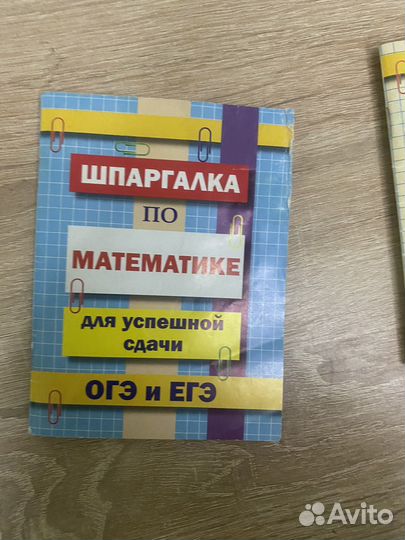 ШПАРГАЛКА
ПО
МАТЕМАТИКЕ
для успешной
сдачи
ОГЭ и ЕГЭ
Avito